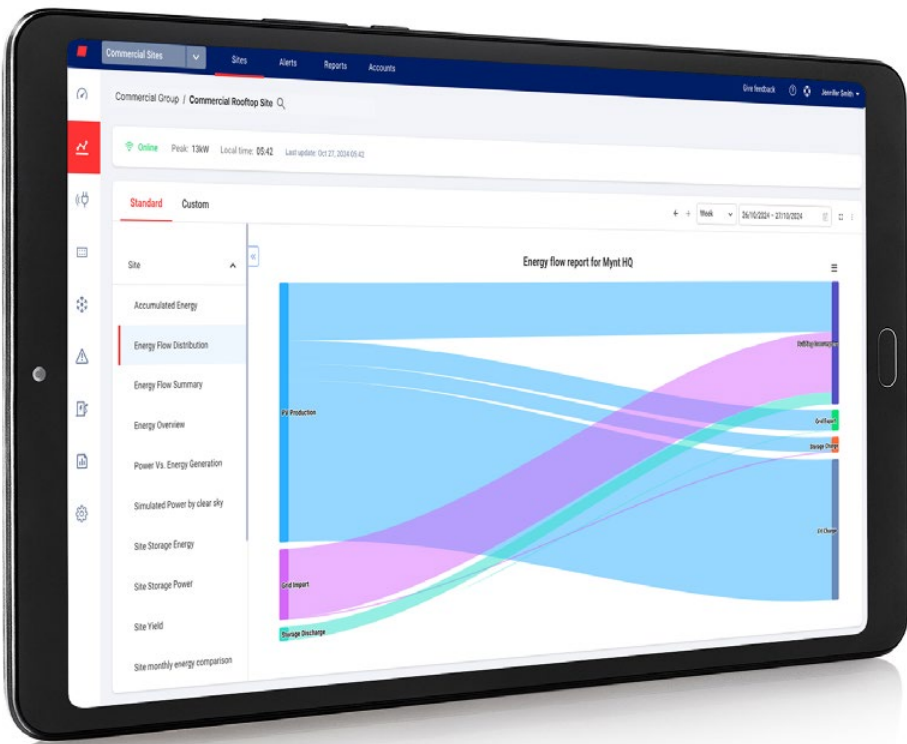 Commercial Sites
Sites
Alerts
Reports
Accounts
Give feedback
Jennifer Smith
Commercial Group / Commercial Rooftop Site
Online Peak: 13kW Local time: 05:42 Last update: Oct 27, 2024 05:42
Standard
Custom
Week
26/10/2024 - 27/10/2024
Site
Accumulated Energy
Energy Flow Distribution
Energy Flow Summary
Energy Overview
Power Vs. Energy Generation
Simulated Power by clear sky
Site Storage Energy
Site Storage Power
Site Yield
Site monthly energy comparison
Energy flow report for Mynt HQ
PV Production
Grid Import
Storage Discharge
Grid Export
Storage Charge
EV Charge